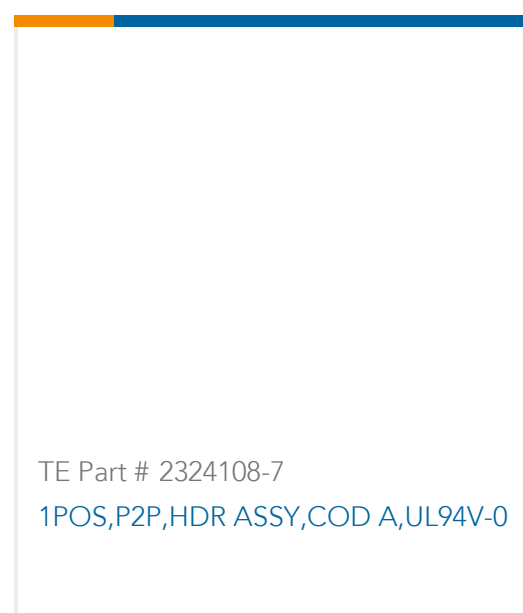 TE Part # 2324108-7
1POS,P2P,HDR ASSY,COD A,UL94V-0